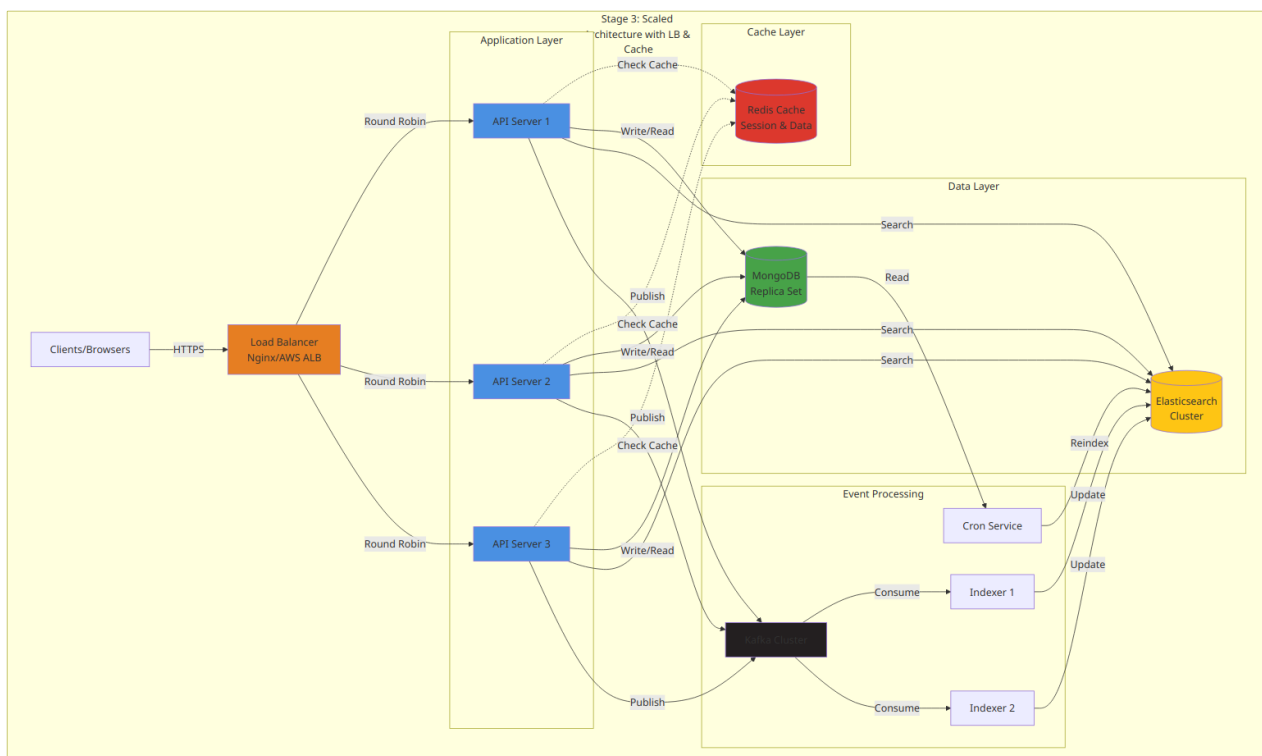 Stage 3: Scaled
rchitecture with LB &
Cache
Application Layer
Cache Layer
Check Cache
Redis Cache
Session & Data
API Server 1
Round Robin
Write/Read
Data Layer
Search
MongoDB
Replica Set
Read
Publish
Check Cache
Search
Clients/Browsers
HTTPS
Load Balancer
Nginx/AWS ALB
Write/Read
Search
Round Robin
API Server 2
Elasticsearch
Cluster
Publish
Check Cache
Reindex
Event Processing
Update
Cron Service
Round Robin
API Server 3
Write/Read
Update
Consume
Indexer 1
Kafka Cluster
Publish
Consume
Indexer 2